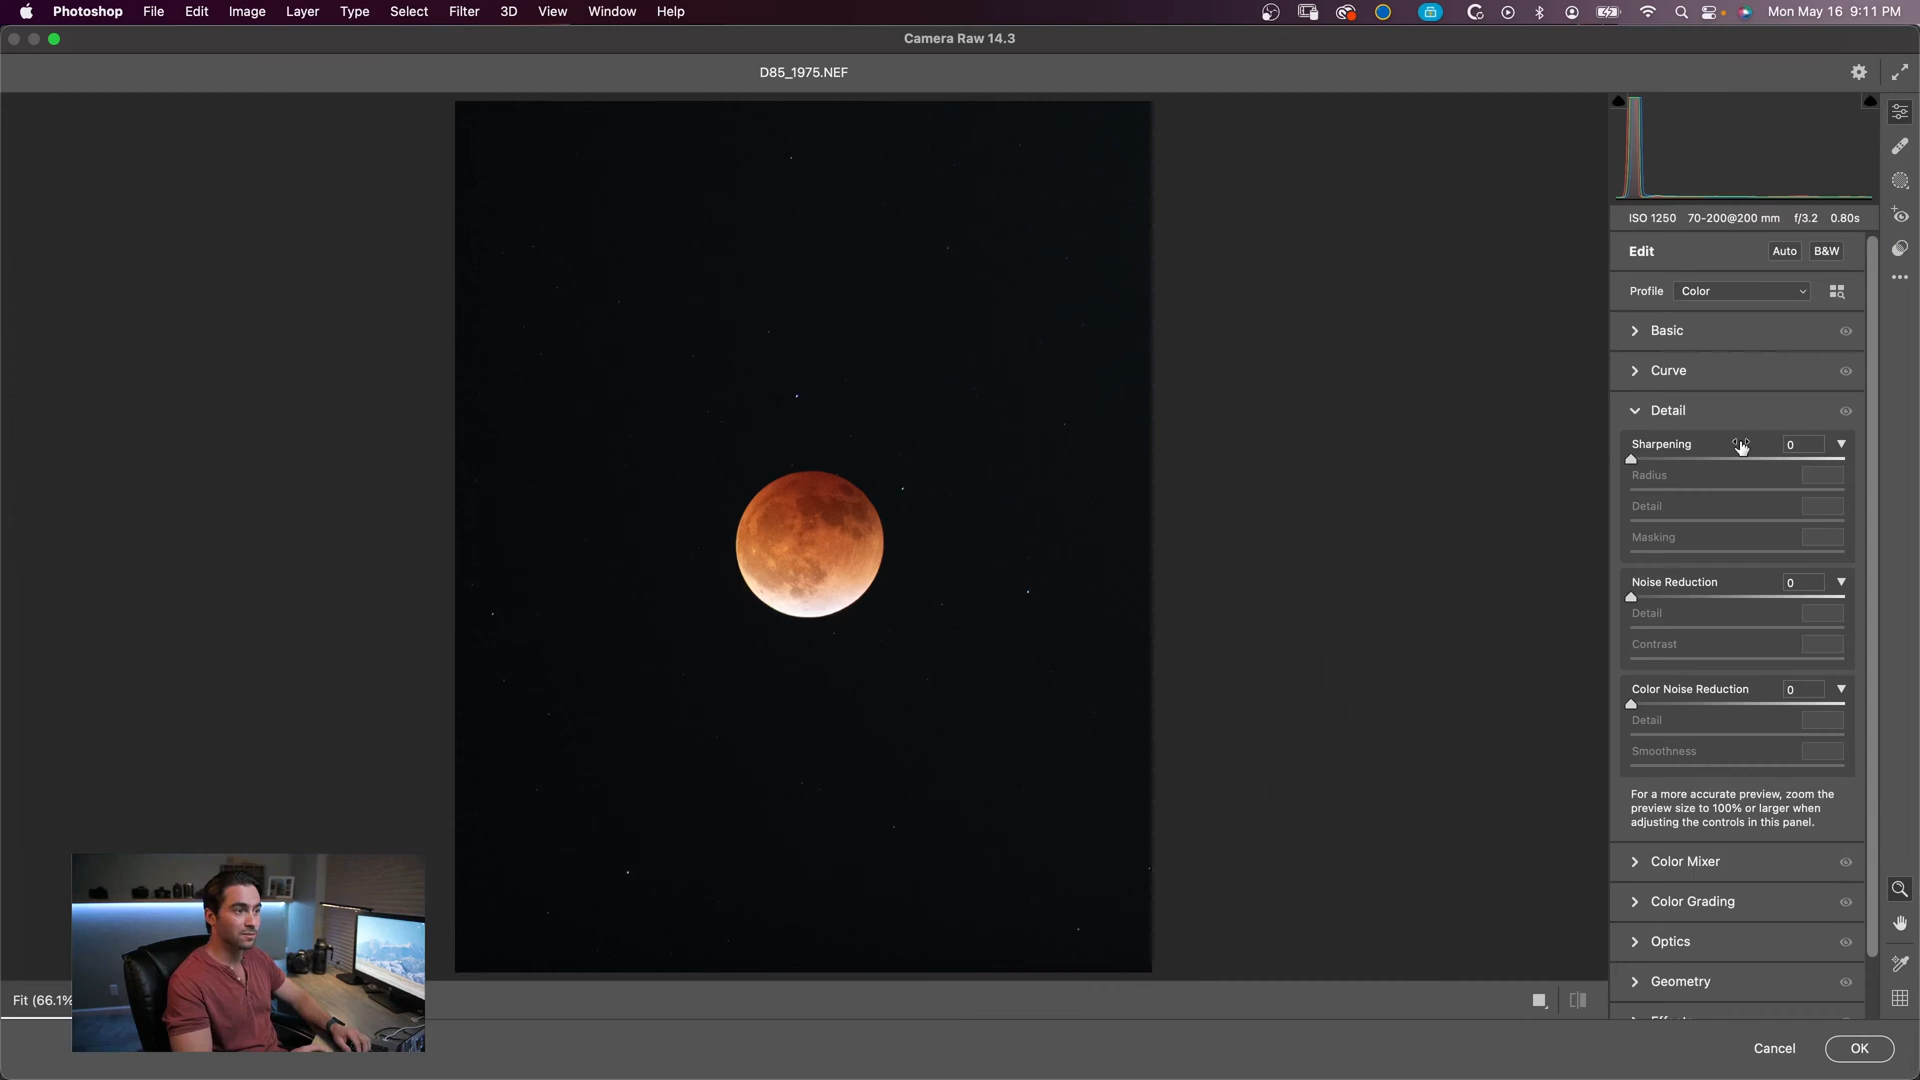 Photoshop File Edit Image Layer Type Select Filter 3D View Window Help Mon May 16 9:11 PM
Camera Raw 14.3
D85_1975.NEF
ISO 1250 70-200@200 mm f/3.2 0.80s
Edit Auto B&W
Profile Color
Basic
Curve
Detail
Sharpening 0
Radius
Detail
Masking
Noise Reduction 0
Detail
Contrast
Color Noise Reduction 0
Detail
Smoothness
For a more accurate preview, zoom the
preview size to 100% or larger when
adjusting the controls in this panel.
Color Mixer
Color Grading
Optics
Geometry
Fit (66.1%
Cancel OK